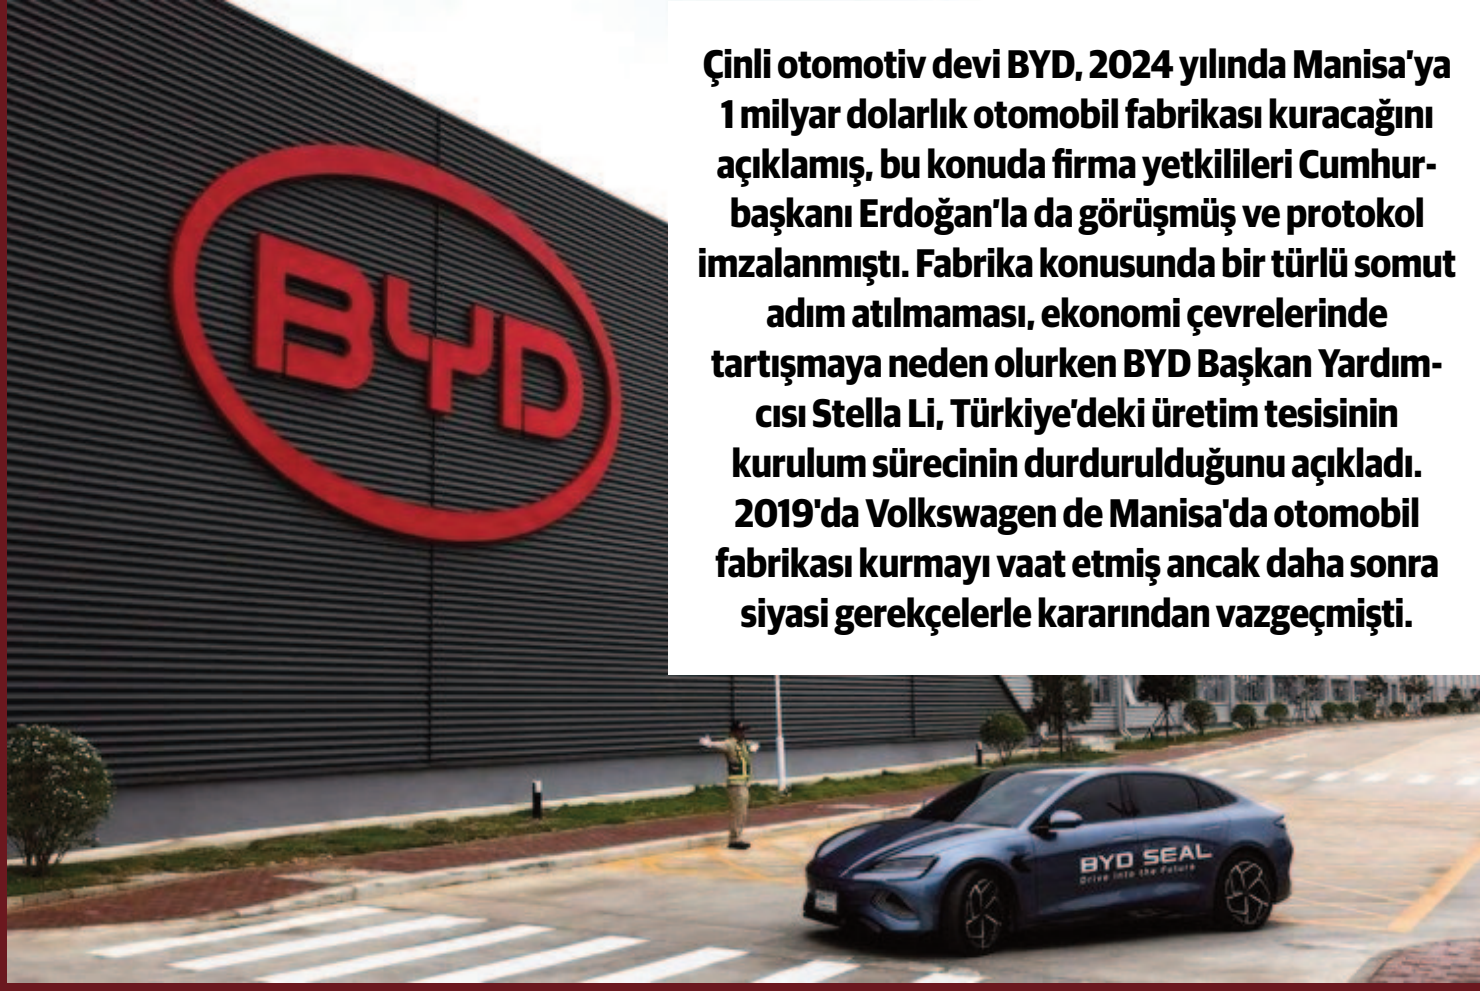 BYD
Çinli otomotiv devi BYD, 2024 yılında Manisa’ya
1 milyar dolarlık otomobil fabrikası kuracağını
açıklamış, bu konuda firma yetkilileri Cumhur-
başkanı Erdoğan’la da görüşmüş ve protokol
imzalanmıştı. Fabrika konusunda bir türlü somut
adım atılmaması, ekonomi çevrelerinde
tartışmaya neden olurken BYD Başkan Yardım-
cısı Stella Li, Türkiye’deki üretim tesisinin
kurulum sürecinin durdurulduğunu açıkladı.
2019'da Volkswagen de Manisa'da otomobil
fabrikası kurmayı vaat etmiş ancak daha sonra
siyasi gerekçelerle kararından vazgeçmişti.
BYD SEAL
Drive into the Future